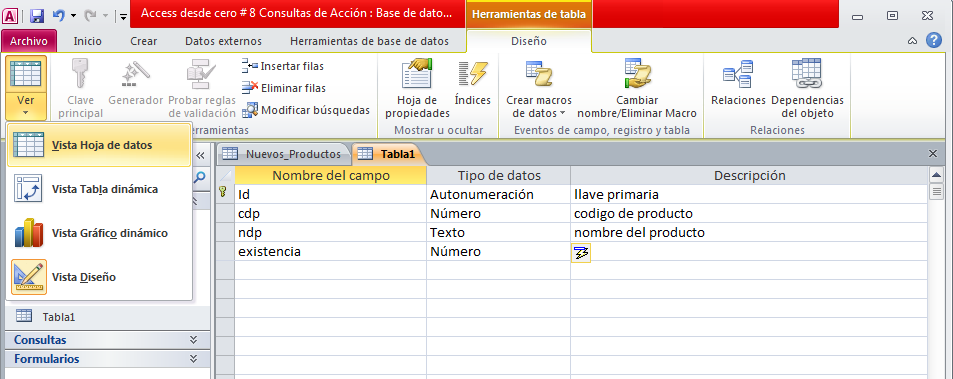 Access desde cero # 8 Consultas de Acción : Base de dato...
Herramientas de tabla
Archivo
Inicio
Crear
Datos externos
Herramientas de base de datos
Diseño
Ver
Clave principal
Generador
Probar reglas de validación
Insertar filas
Eliminar filas
Modificar búsquedas
rramientas
Hoja de propiedades
Índices
Mostrar u ocultar
Crear macros de datos
Cambiar nombre/Eliminar Macro
Eventos de campo, registro y tabla
Relaciones
Dependencias del objeto
Relaciones
Vista Hoja de datos
Vista Tabla dinámica
Vista Gráfico dinámico
Vista Diseño
Tabla1
Consultas
Formularios
Nuevos_Productos
Tabla1
Nombre del campo
Tipo de datos
Descripción
Id
Autonumeración
llave primaria
cdp
Número
codigo de producto
ndp
Texto
nombre del producto
existencia
Número